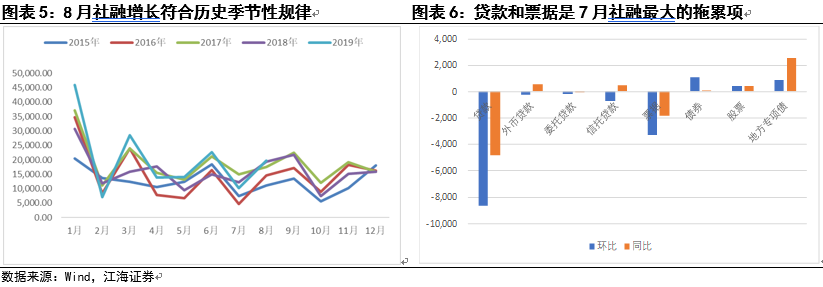 图表 5：8 月社融增长符合历史季节性规律
2015年 2016年 2017年 2018年 2019年
50,000.00
45,000.00
40,000.00
35,000.00
30,000.00
25,000.00
20,000.00
15,000.00
10,000.00
5,000.00
0.00
1月 2月 3月 4月 5月 6月 7月 8月 9月 10月 11月 12月
图表 6：贷款和票据是 7 月社融最大的拖累项
4,000
2,000
0
-2,000
-4,000
-6,000
-8,000
-10,000
贷款 外币贷款 委托贷款 信托贷款 票据 债券 股票 地方专项债
环比 同比
数据来源：Wind，江海证券